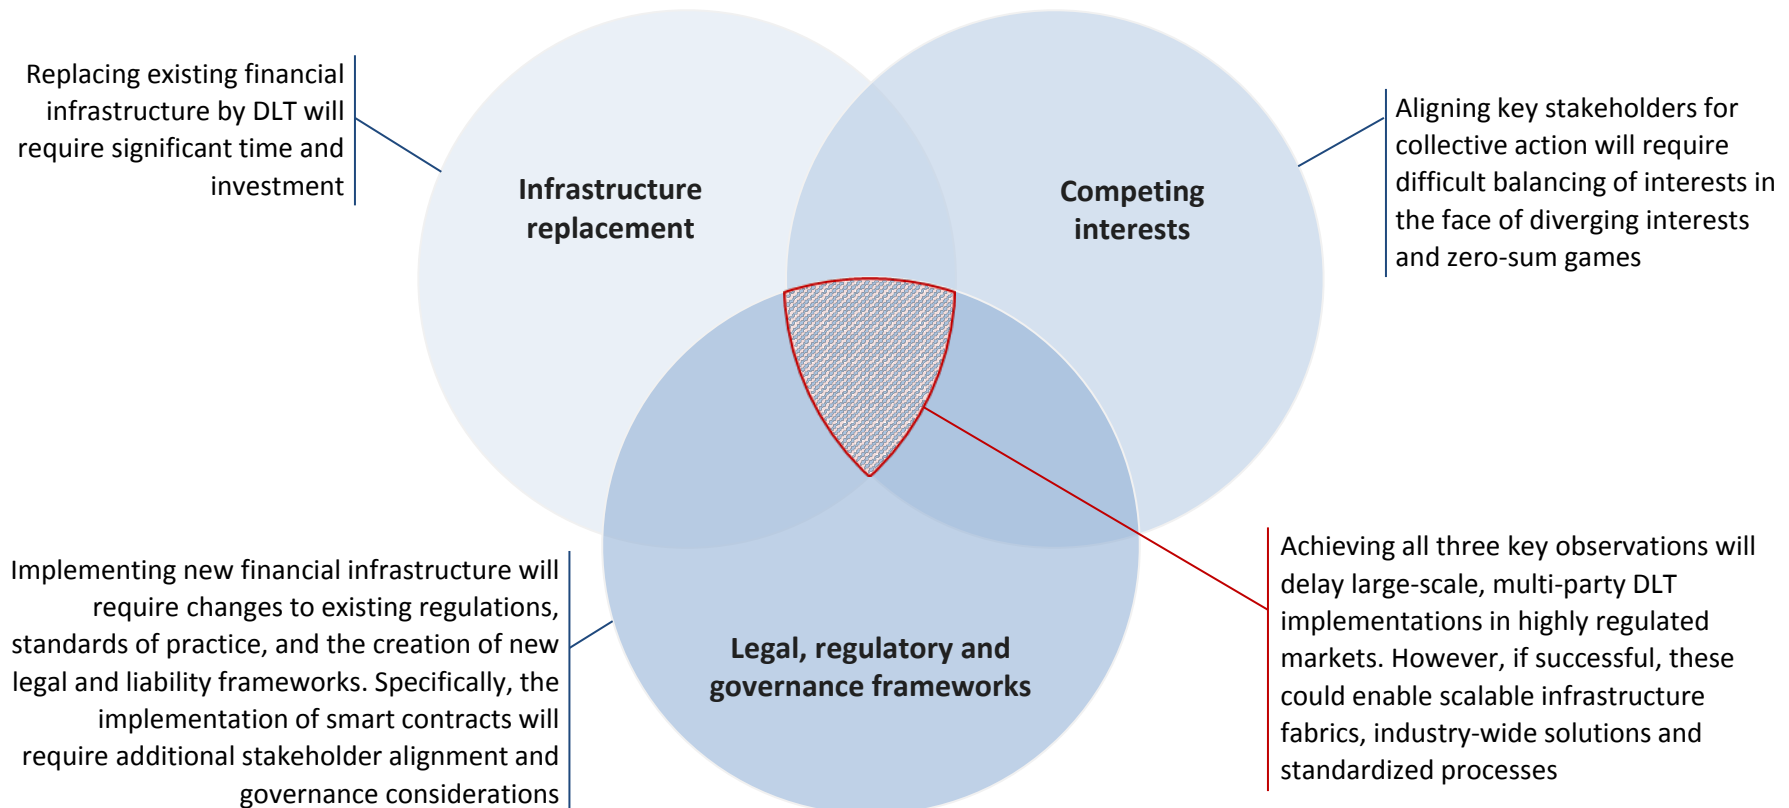 Replacing existing financial
infrastructure by DLT will
require significant time and
investment
Infrastructure
replacement
Competing
interests
Aligning key stakeholders for
collective action will require
difficult balancing of interests in
the face of diverging interests
and zero-sum games
Implementing new financial infrastructure will
require changes to existing regulations,
standards of practice, and the creation of new
legal and liability frameworks. Specifically, the
implementation of smart contracts will
require additional stakeholder alignment and
governance considerations
Legal, regulatory and
governance frameworks
Achieving all three key observations will
delay large-scale, multi-party DLT
implementations in highly regulated
markets. However, if successful, these
could enable scalable infrastructure
fabrics, industry-wide solutions and
standardized processes